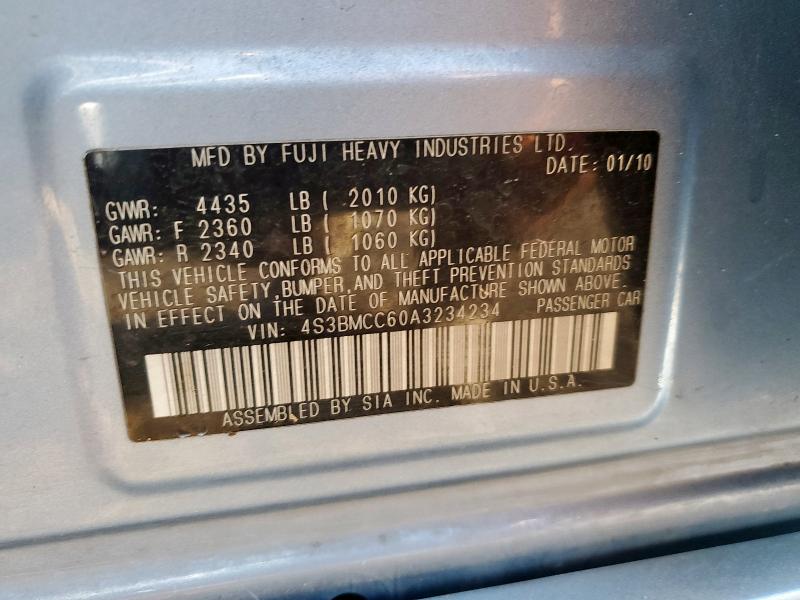 MFD BY FUJI HEAVY INDUSTRIES LTD.
DATE: 01/10
GVWR: 4435 LB ( 2010 KG)
GAWR: F 2360 LB ( 1070 KG)
GAWR: R 2340 LB ( 1060 KG)
THIS VEHICLE CONFORMS TO ALL APPLICABLE FEDERAL MOTOR
VEHICLE SAFETY, BUMPER, AND THEFT PREVENTION STANDARDS
IN EFFECT ON THE DATE OF MANUFACTURE SHOWN ABOVE.
VIN: 4S3BMCC60A3234234 PASSENGER CAR
ASSEMBLED BY SIA INC. MADE IN U.S.A.